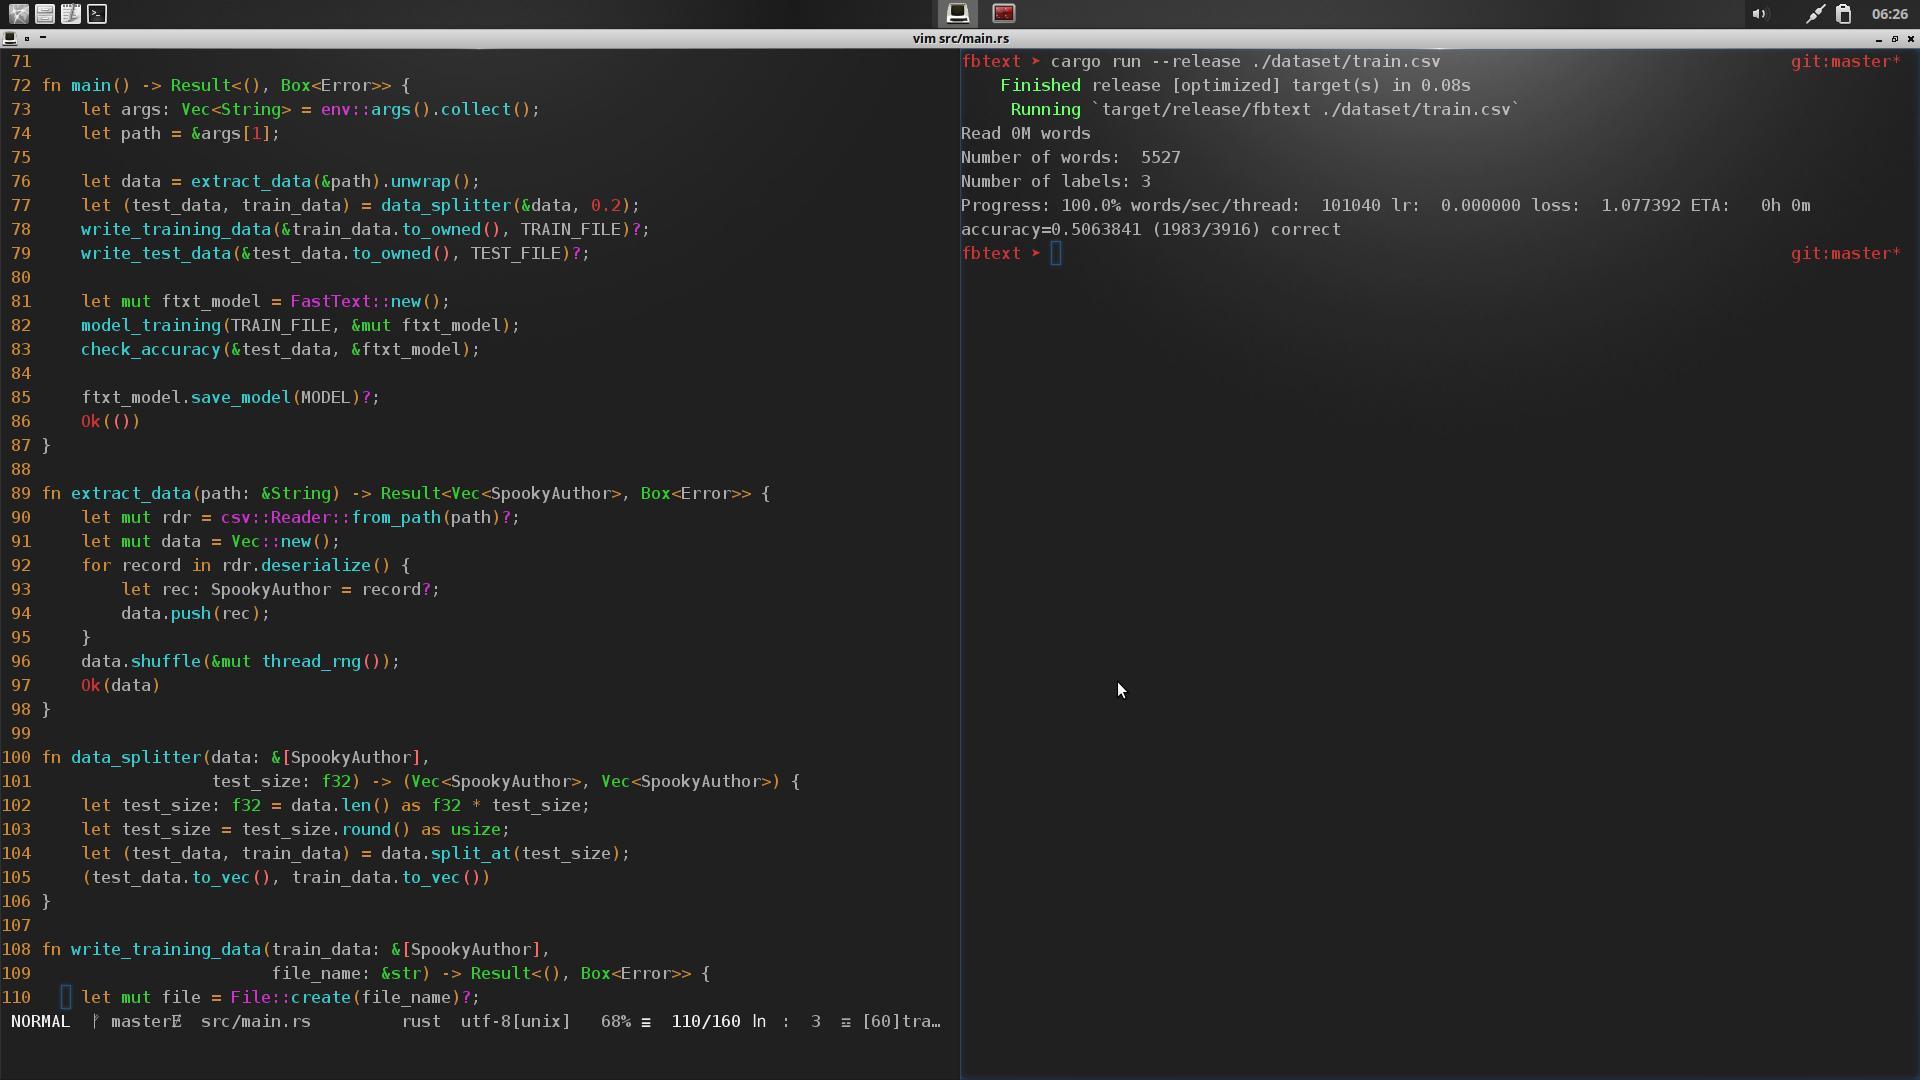 06:26
vim src/main.rs
71
72 fn main() -> Result<(), Box<Error>> {
73     let args: Vec<String> = env::args().collect();
74     let path = &args[1];
75
76     let data = extract_data(&path).unwrap();
77     let (test_data, train_data) = data_splitter(&data, 0.2);
78     write_training_data(&train_data.to_owned(), TRAIN_FILE)?;
79     write_test_data(&test_data.to_owned(), TEST_FILE)?;
80
81     let mut ftxt_model = FastText::new();
82     model_training(TRAIN_FILE, &mut ftxt_model);
83     check_accuracy(&test_data, &ftxt_model);
84
85     ftxt_model.save_model(MODEL)?;
86     Ok(())
87 }
88
89 fn extract_data(path: &String) -> Result<Vec<SpookyAuthor>, Box<Error>> {
90     let mut rdr = csv::Reader::from_path(path)?;
91     let mut data = Vec::new();
92     for record in rdr.deserialize() {
93         let rec: SpookyAuthor = record?;
94         data.push(rec);
95     }
96     data.shuffle(&mut thread_rng());
97     Ok(data)
98 }
99
100 fn data_splitter(data: &[SpookyAuthor],
101                  test_size: f32) -> (Vec<SpookyAuthor>, Vec<SpookyAuthor>) {
102     let test_size: f32 = data.len() as f32 * test_size;
103     let test_size = test_size.round() as usize;
104     let (test_data, train_data) = data.split_at(test_size);
105     (test_data.to_vec(), train_data.to_vec())
106 }
107
108 fn write_training_data(train_data: &[SpookyAuthor],
109                        file_name: &str) -> Result<(), Box<Error>> {
110     let mut file = File::create(file_name)?;
NORMAL master src/main.rs rust utf-8[unix] 68% ≡ 110/160 ln : 3 ☲ [60]tra…
fbtext ➤ cargo run --release ./dataset/train.csv git:master*
    Finished release [optimized] target(s) in 0.08s
     Running `target/release/fbtext ./dataset/train.csv`
Read 0M words
Number of words:  5527
Number of labels: 3
Progress: 100.0% words/sec/thread:  101040 lr:  0.000000 loss:  1.077392 ETA:   0h 0m
accuracy=0.5063841 (1983/3916) correct
fbtext ➤ git:master*